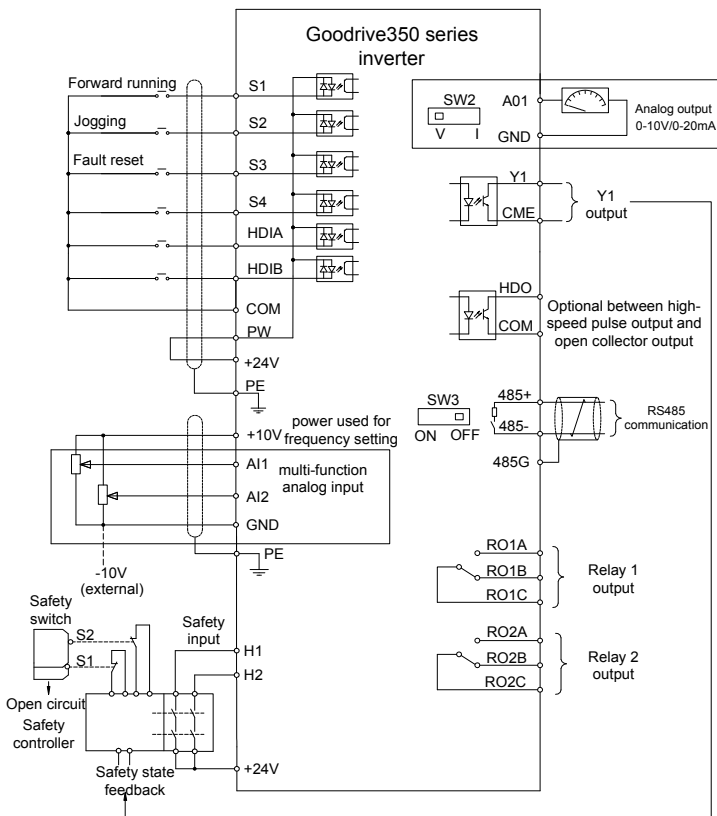 Goodrive350 series
inverter
Forward running
Jogging
Fault reset
S1
S2
S3
S4
HDIA
HDIB
COM
PW
+24V
PE
SW2
V I
A01
GND
Analog output
0-10V/0-20mA
Y1
CME
Y1
output
HDO
COM
Optional between high-
speed pulse output and
open collector output
SW3
ON OFF
485+
485-
485G
RS485
communication
power used for
frequency setting
+10V
AI1
AI2
GND
multi-function
analog input
PE
-10V
(external)
RO1A
RO1B
RO1C
Relay 1
output
RO2A
RO2B
RO2C
Relay 2
output
Safety
switch
S2
S1
Open circuit
Safety
controller
Safety
input
H1
H2
+24V
Safety state
feedback